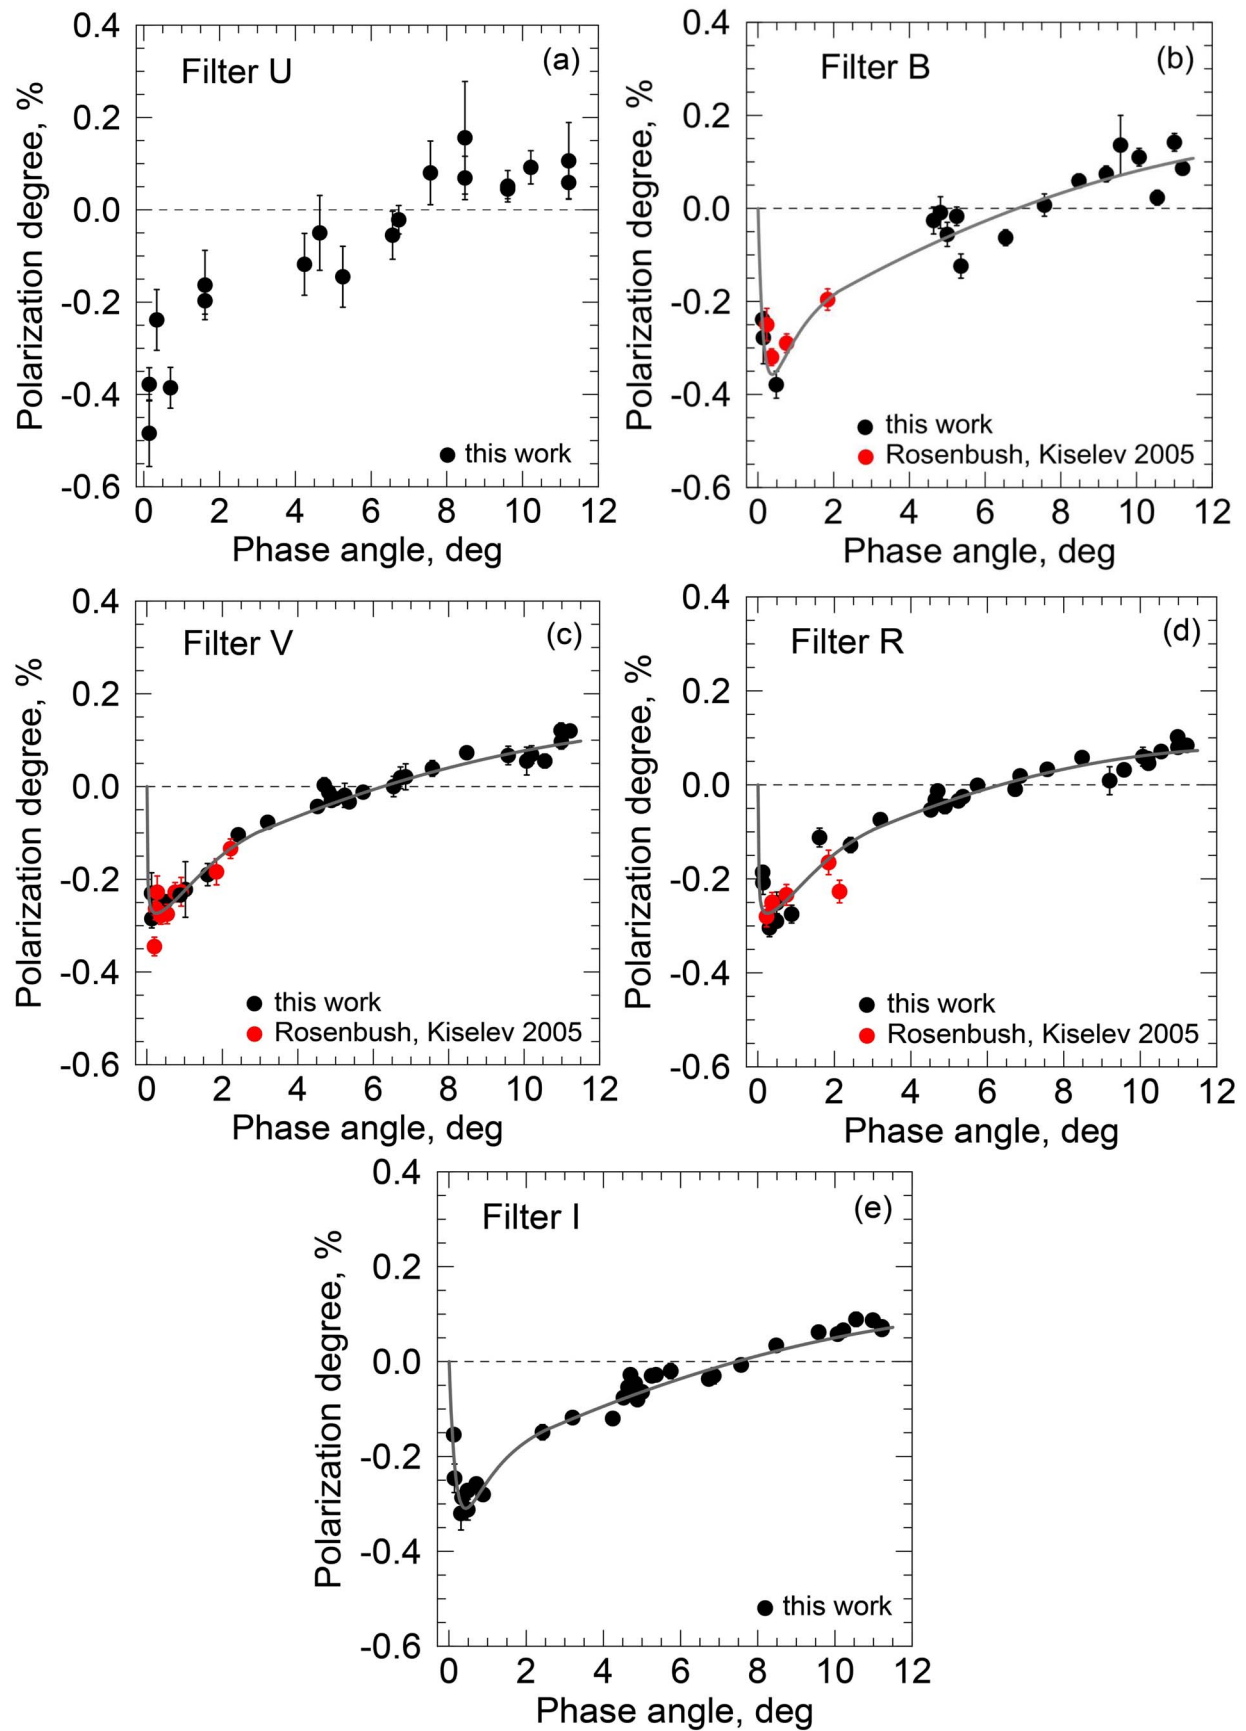 Filter U
(a)
Polarization degree, %
0.4
0.2
0.0
-0.2
-0.4
-0.6
this work
0 2 4 6 8 10 12
Phase angle, deg
Filter B
(b)
Polarization degree, %
0.4
0.2
0.0
-0.2
-0.4
-0.6
this work
Rosenbush, Kiselev 2005
0 2 4 6 8 10 12
Phase angle, deg
Filter V
(c)
Polarization degree, %
0.4
0.2
0.0
-0.2
-0.4
-0.6
this work
Rosenbush, Kiselev 2005
0 2 4 6 8 10 12
Phase angle, deg
Filter R
(d)
Polarization degree, %
0.4
0.2
0.0
-0.2
-0.4
-0.6
this work
Rosenbush, Kiselev 2005
0 2 4 6 8 10 12
Phase angle, deg
Filter I
(e)
Polarization degree, %
0.4
0.2
0.0
-0.2
-0.4
-0.6
this work
0 2 4 6 8 10 12
Phase angle, deg